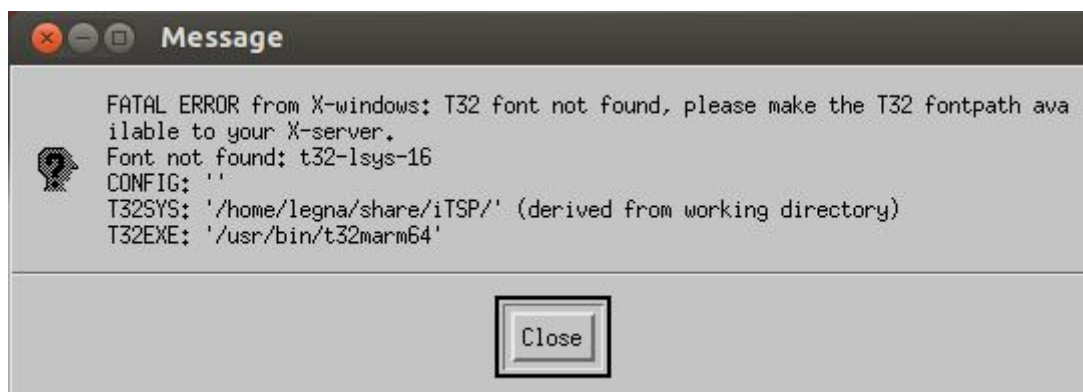 Message
FATAL ERROR from X-windows: T32 font not found, please make the T32 fontpath ava
ilable to your X-server.
Font not found: t32-lsys-16
CONFIG: ''
T32SYS: '/home/legna/share/iTSP/' (derived from working directory)
T32EXE: '/usr/bin/t32marm64'
Close